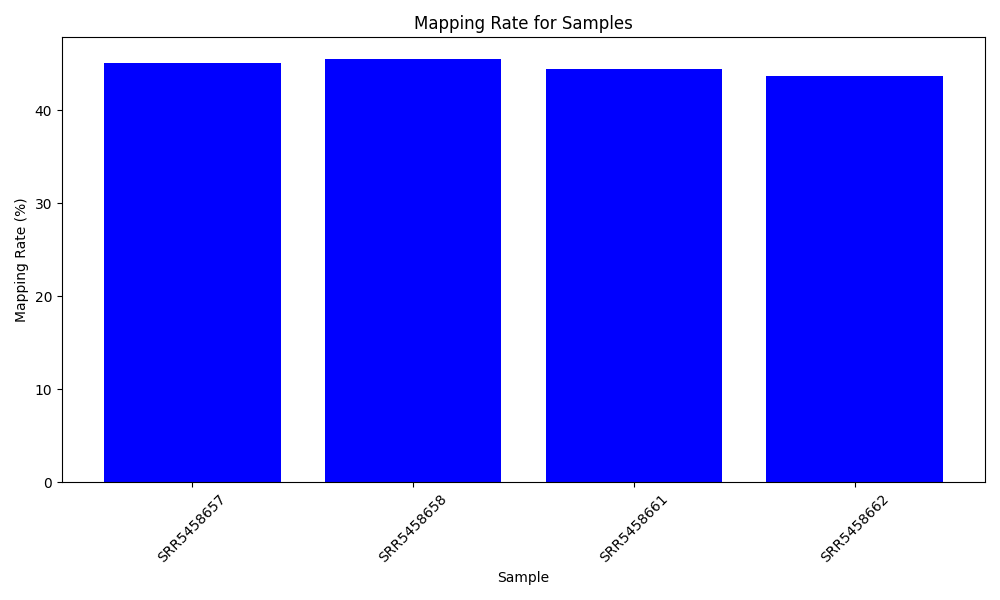 Mapping Rate for Samples
Mapping Rate (%)
40
30
20
10
0
SRR5458657
SRR5458658
SRR5458661
SRR5458662
Sample